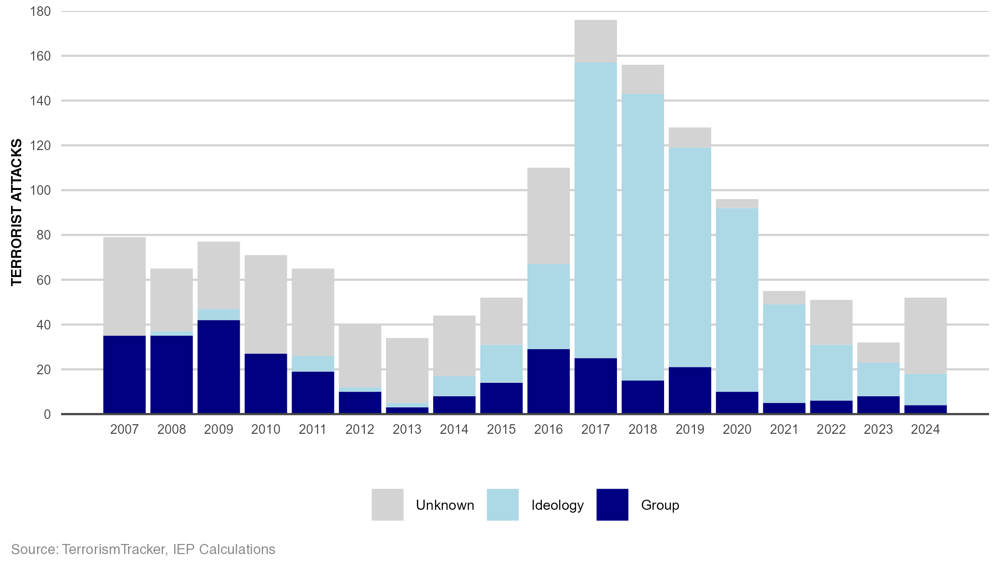 180
160
140
120
100
80
60
40
20
0
TERRORIST ATTACKS
2007 2008 2009 2010 2011 2012 2013 2014 2015 2016 2017 2018 2019 2020 2021 2022 2023 2024
Unknown Ideology Group
Source: TerrorismTracker, IEP Calculations